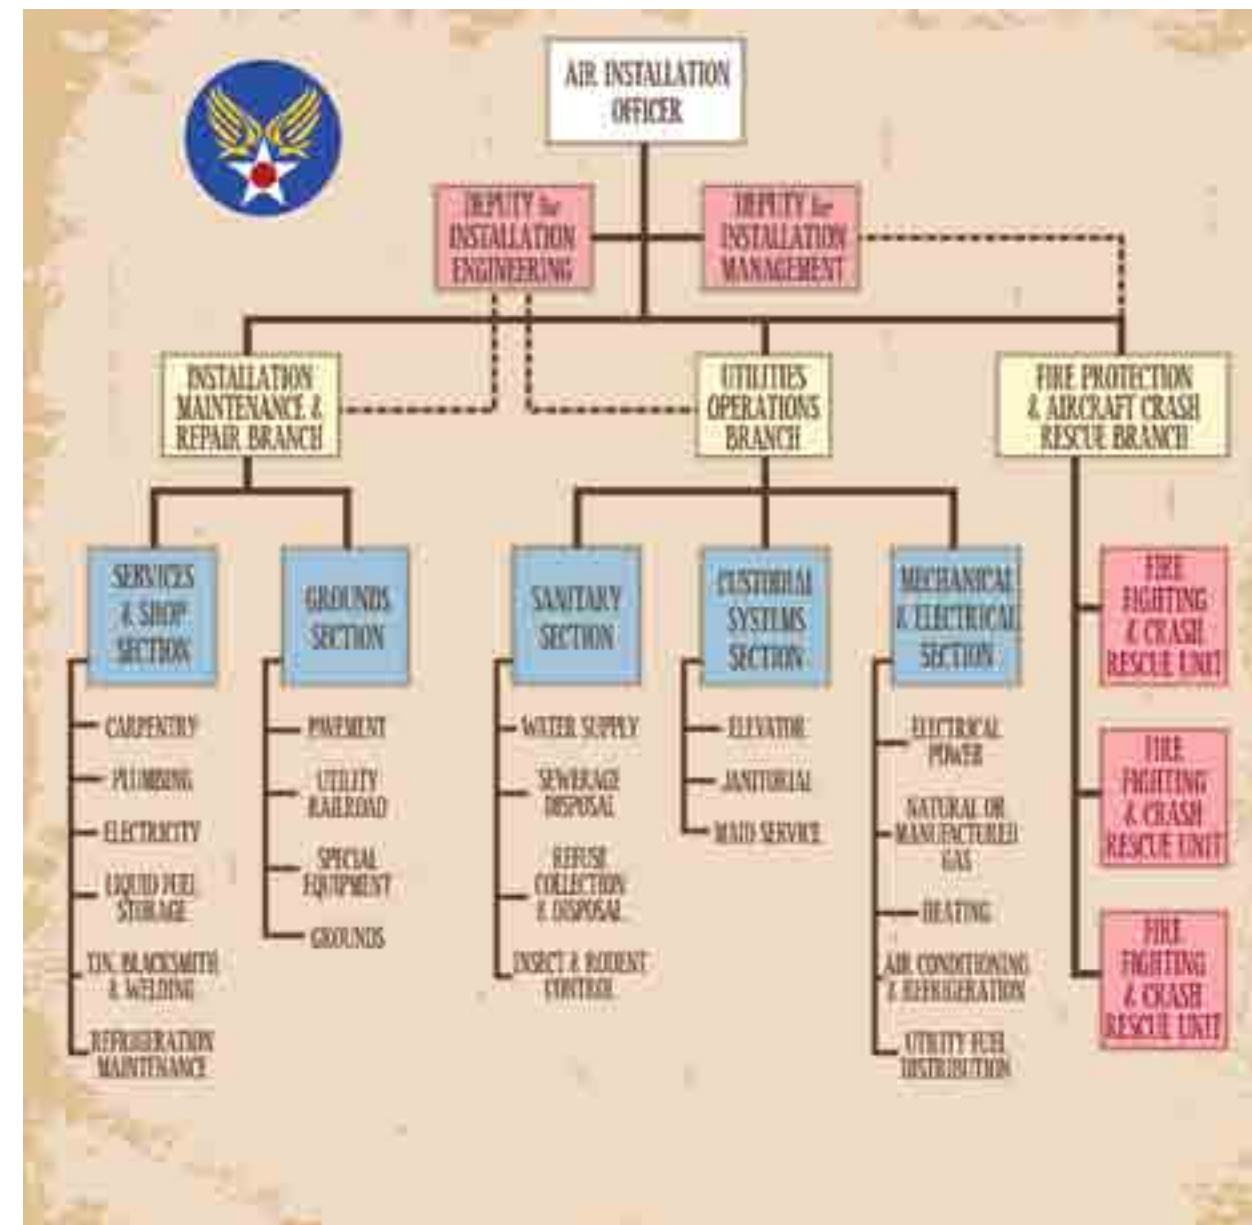 AIR INSTALLATION
OFFICER
DEPUTY for
INSTALLATION
ENGINEERING
DEPUTY for
INSTALLATION
MANAGEMENT
INSTALLATION
MAINTENANCE &
REPAIR BRANCH
UTILITIES
OPERATIONS
BRANCH
FIRE PROTECTION
& AIRCRAFT CRASH
RESCUE BRANCH
SERVICES
& SHOP
SECTION
CARPENTRY
PLUMBING
ELECTRICITY
LIQUID FUEL
STORAGE
TIN, BLACKSMITH
& WELDING
REFRIGERATION
MAINTENANCE
GROUNDS
SECTION
PAVEMENT
UTILITY
RAILROAD
SPECIAL
EQUIPMENT
GROUNDS
SANITARY
SECTION
WATER SUPPLY
SEWERAGE
DISPOSAL
REFUSE
COLLECTION
& DISPOSAL
INSECT & RODENT
CONTROL
CUSTODIAL
SYSTEMS
SECTION
ELEVATOR
JANITORIAL
MAID SERVICE
MECHANICAL
& ELECTRICAL
SECTION
ELECTRICAL
POWER
NATURAL OR
MANUFACTURED
GAS
HEATING
AIR CONDITIONING
& REFRIGERATION
UTILITY FUEL
DISTRIBUTION
FIRE
FIGHTING
& CRASH
RESCUE UNIT
FIRE
FIGHTING
& CRASH
RESCUE UNIT
FIRE
FIGHTING
& CRASH
RESCUE UNIT